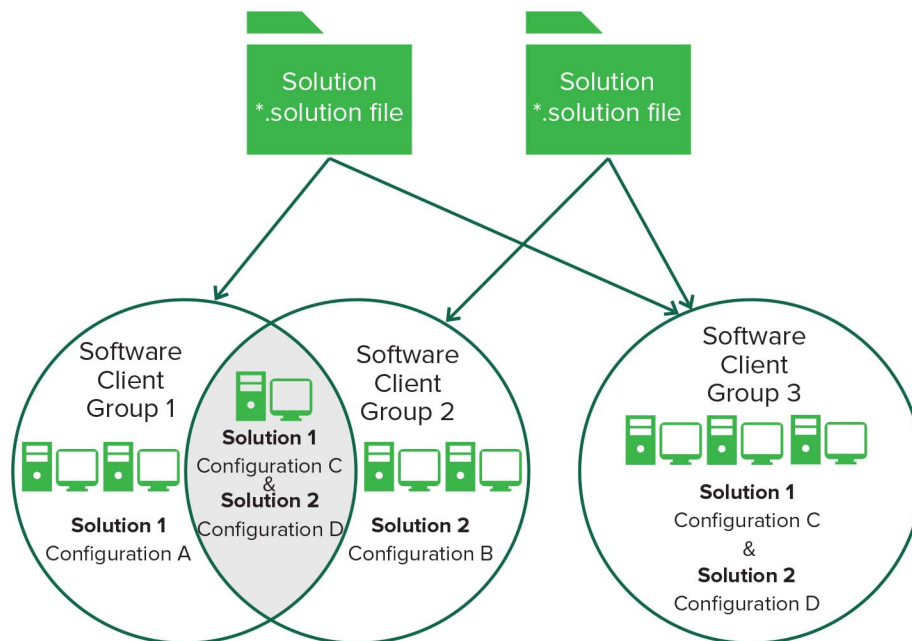 Solution
*.solution file
Solution
*.solution file
Software
Client
Group 1
Solution 1
Configuration A
Solution 1
Configuration C
&
Solution 2
Configuration D
Software
Client
Group 2
Solution 2
Configuration B
Software
Client
Group 3
Solution 1
Configuration C
&
Solution 2
Configuration D